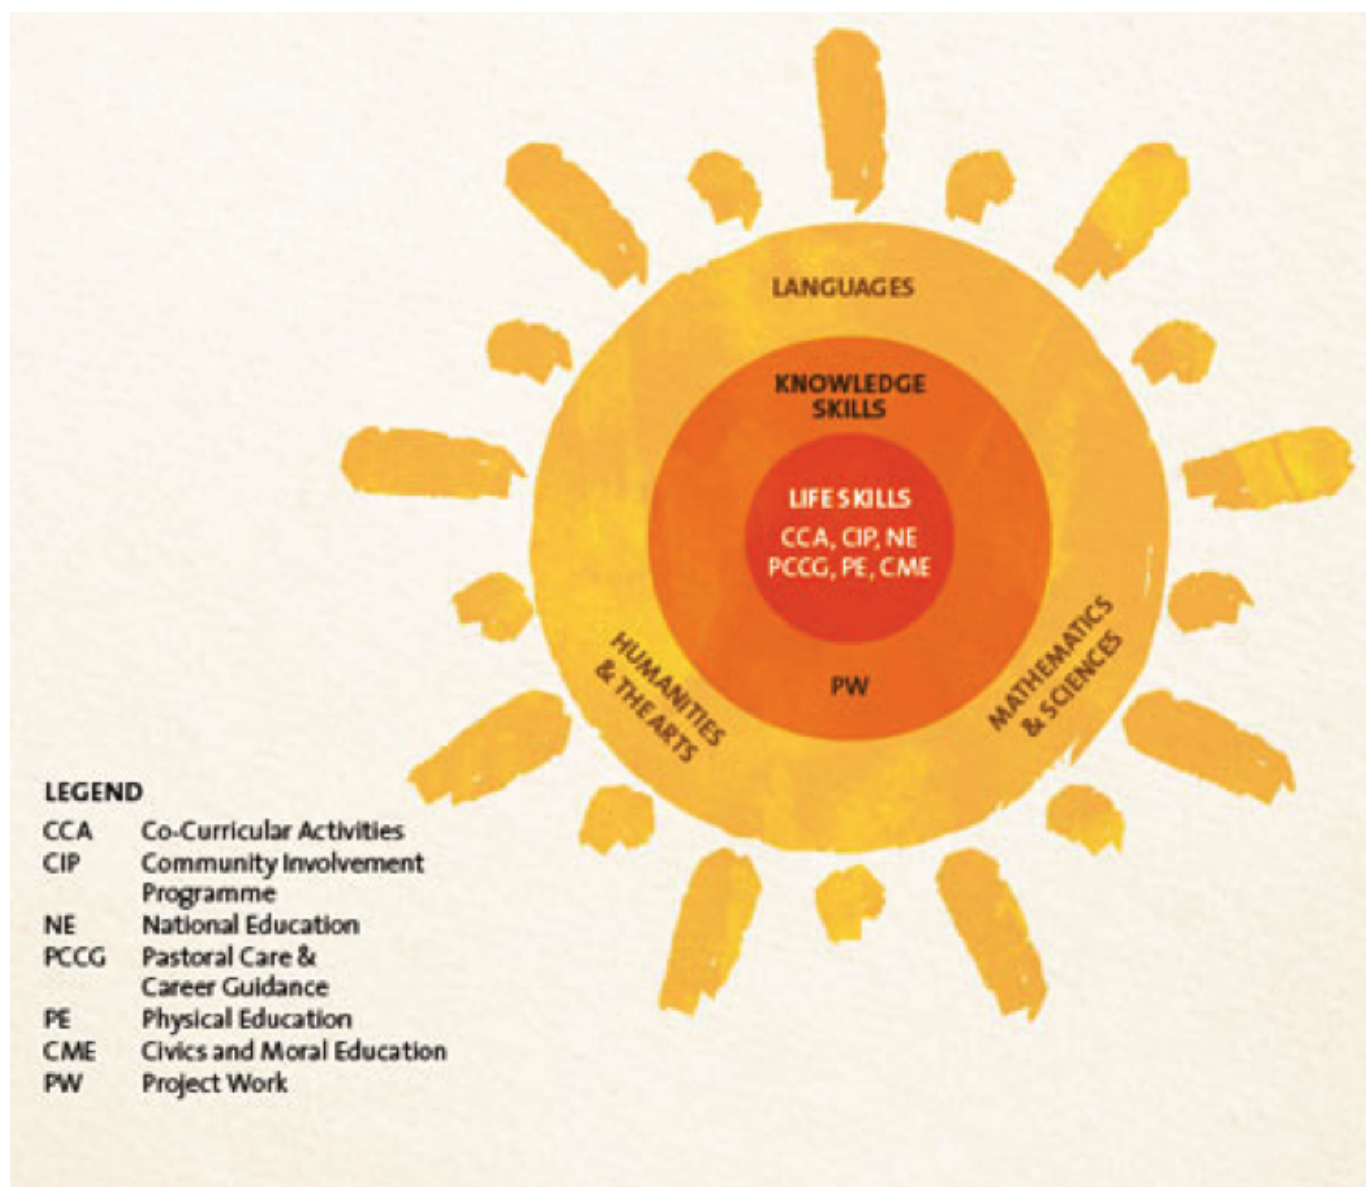 LANGUAGES
KNOWLEDGE
SKILLS
LIFE SKILLS
CCA, CIP, NE
PCCG, PE, CME
PW
HUMANITIES
& THE ARTS
MATHEMATICS
& SCIENCES
LEGEND
CCA Co-Curricular Activities
CIP Community Involvement
Programme
NE National Education
PCCG Pastoral Care &
Career Guidance
PE Physical Education
CME Civics and Moral Education
PW Project Work